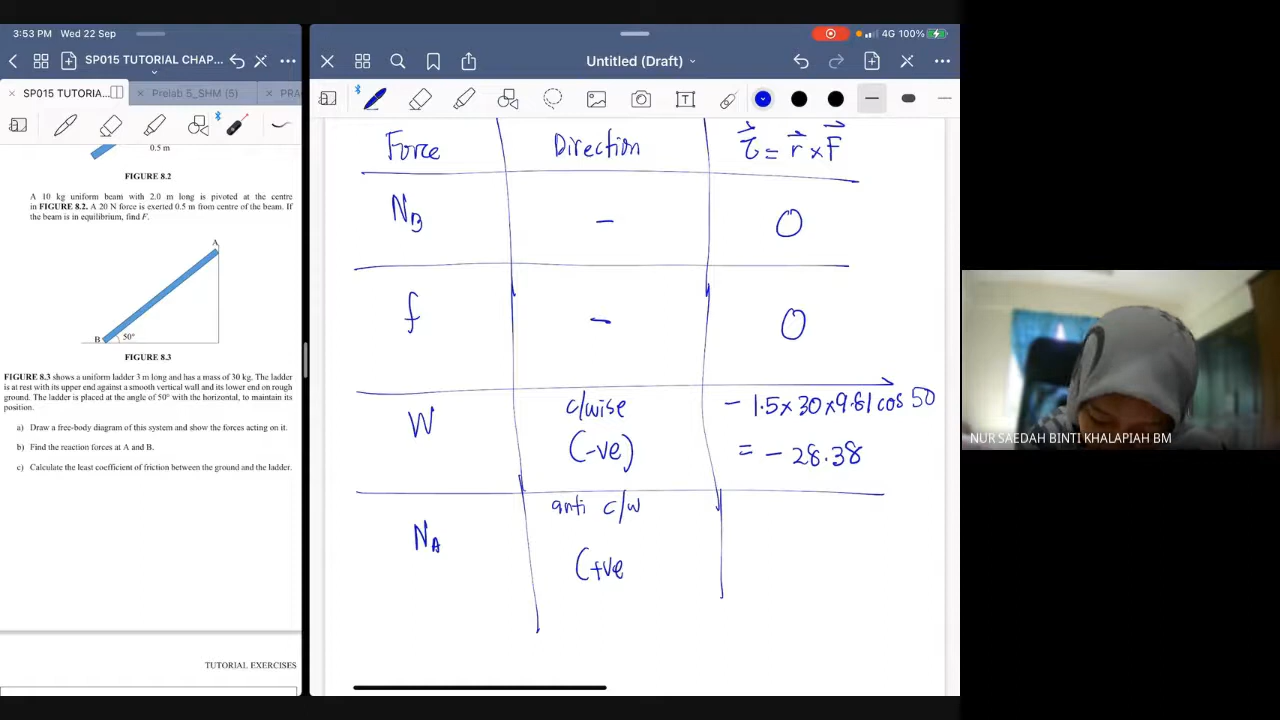 3:53 PM Wed 22 Sep
4G 100%
SP015 TUTORIAL CHAP...
Untitled (Draft)
SP015 TUTORIA...
Prelab 5_SHM (5)
PRA
T
0.5 m
FIGURE 8.2
A 10 kg uniform beam with 2.0 m long is pivoted at the centre
in FIGURE 8.2. A 20 N force is exerted 0.5 m from centre of the beam. If
the beam is in equilibrium, find F.
A
B
50°
FIGURE 8.3
FIGURE 8.3 shows a uniform ladder 3 m long and has a mass of 30 kg. The ladder
is at rest with its upper end against a smooth vertical wall and its lower end on rough
ground. The ladder is placed at the angle of 50° with the horizontal, to maintain its
position.
a) Draw a free-body diagram of this system and show the forces acting on it.
b) Find the reaction forces at A and B.
c) Calculate the least coefficient of friction between the ground and the ladder.
TUTORIAL EXERCISES
Force Direction τ⃗ = r⃗ × F⃗
N_B - 0
f - 0
W c/wise - 1.5 × 30 × 9.81 cos 50
(-ve) = - 28.38
N_A anti c/w
(+ve
NUR SAEDAH BINTI KHALAPIAH BM